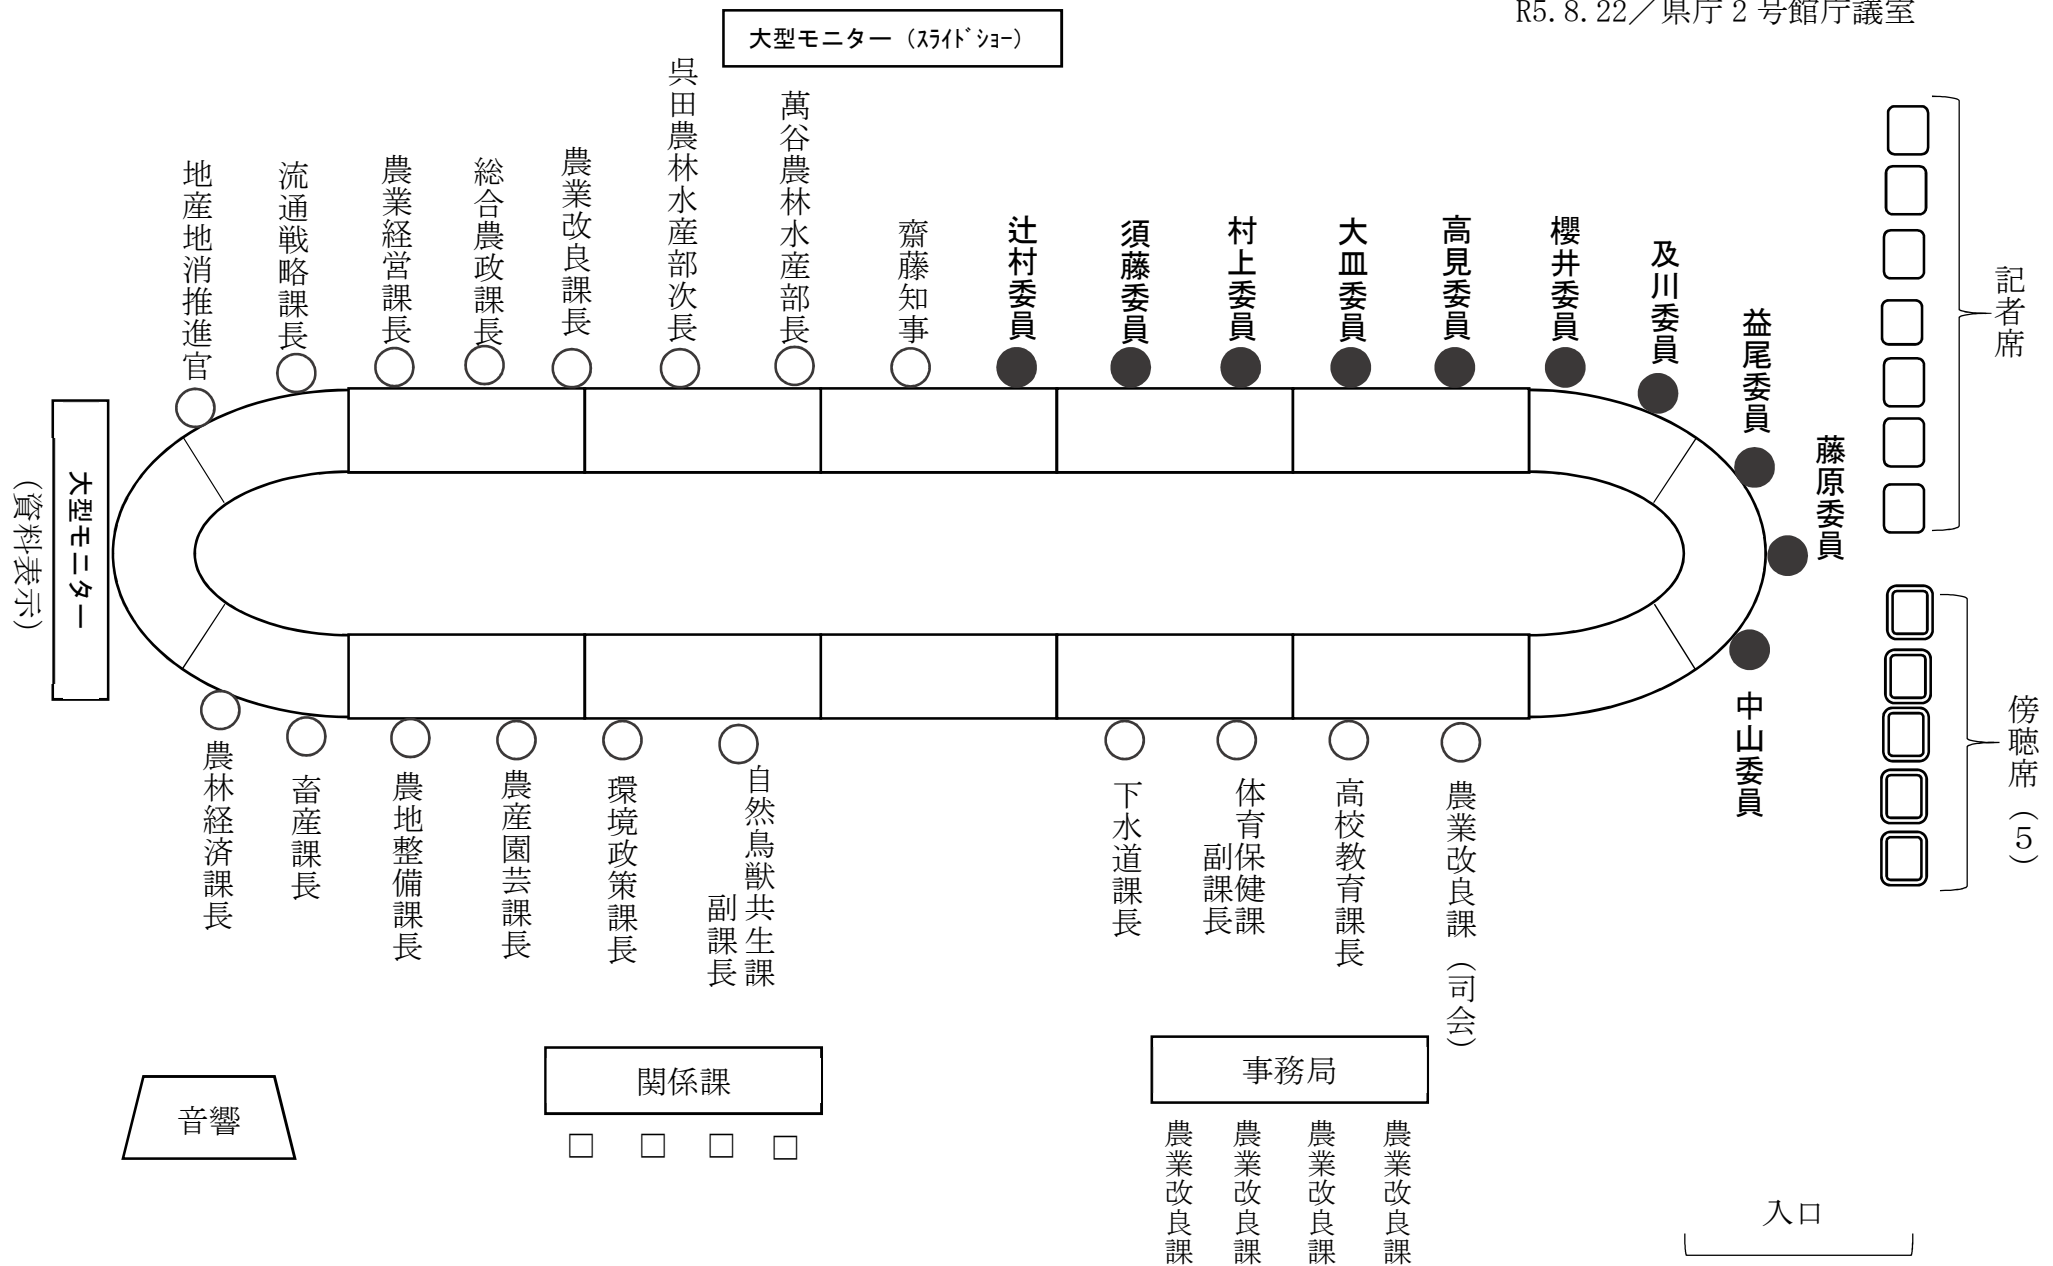 R5.8.22／県庁2号館庁議室
大型モニター（ｽﾗｲﾄﾞｼｮｰ）
地産地消推進官
流通戦略課長
農業経営課長
総合農政課長
農業改良課長
呉田農林水産部次長
萬谷農林水産部長
齋藤知事
辻村委員
須藤委員
村上委員
大皿委員
高見委員
櫻井委員
及川委員
益尾委員
藤原委員
中山委員
記者席
傍聴席（5）
大型モニター
（資料表示）
農林経済課長
畜産課長
農地整備課長
農産園芸課長
環境政策課長
自然鳥獣共生課
副課長
下水道課長
体育保健課
副課長
高校教育課長
農業改良課（司会）
音響
関係課
□ □ □ □
事務局
農業改良課
農業改良課
農業改良課
農業改良課
入口